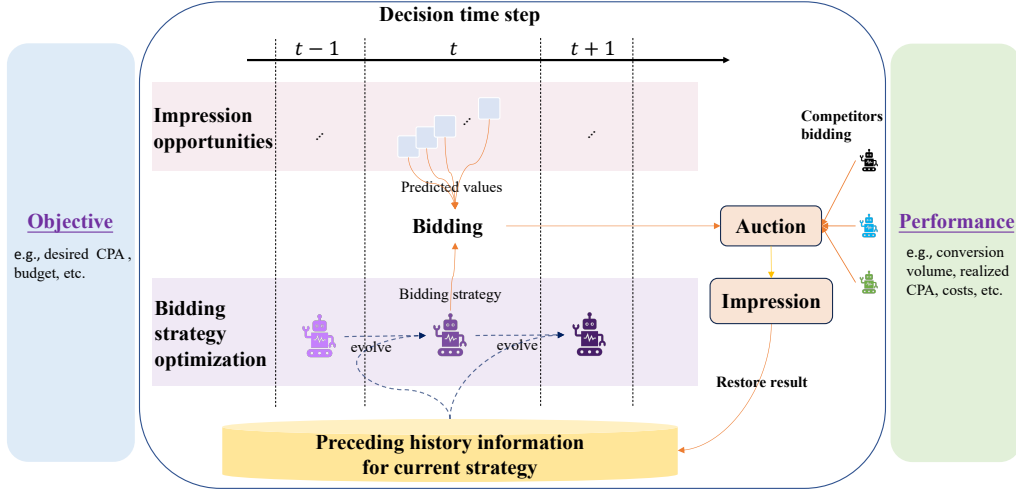 Decision time step
t − 1
t
t + 1
Impression
opportunities
Competitors
bidding
Predicted values
Objective
e.g., desired CPA ,
budget, etc.
Bidding
Auction
Performance
e.g., conversion
volume, realized
CPA, costs, etc.
Bidding strategy
Impression
Bidding
strategy
optimization
evolve
evolve
Restore result
Preceding history information
for current strategy